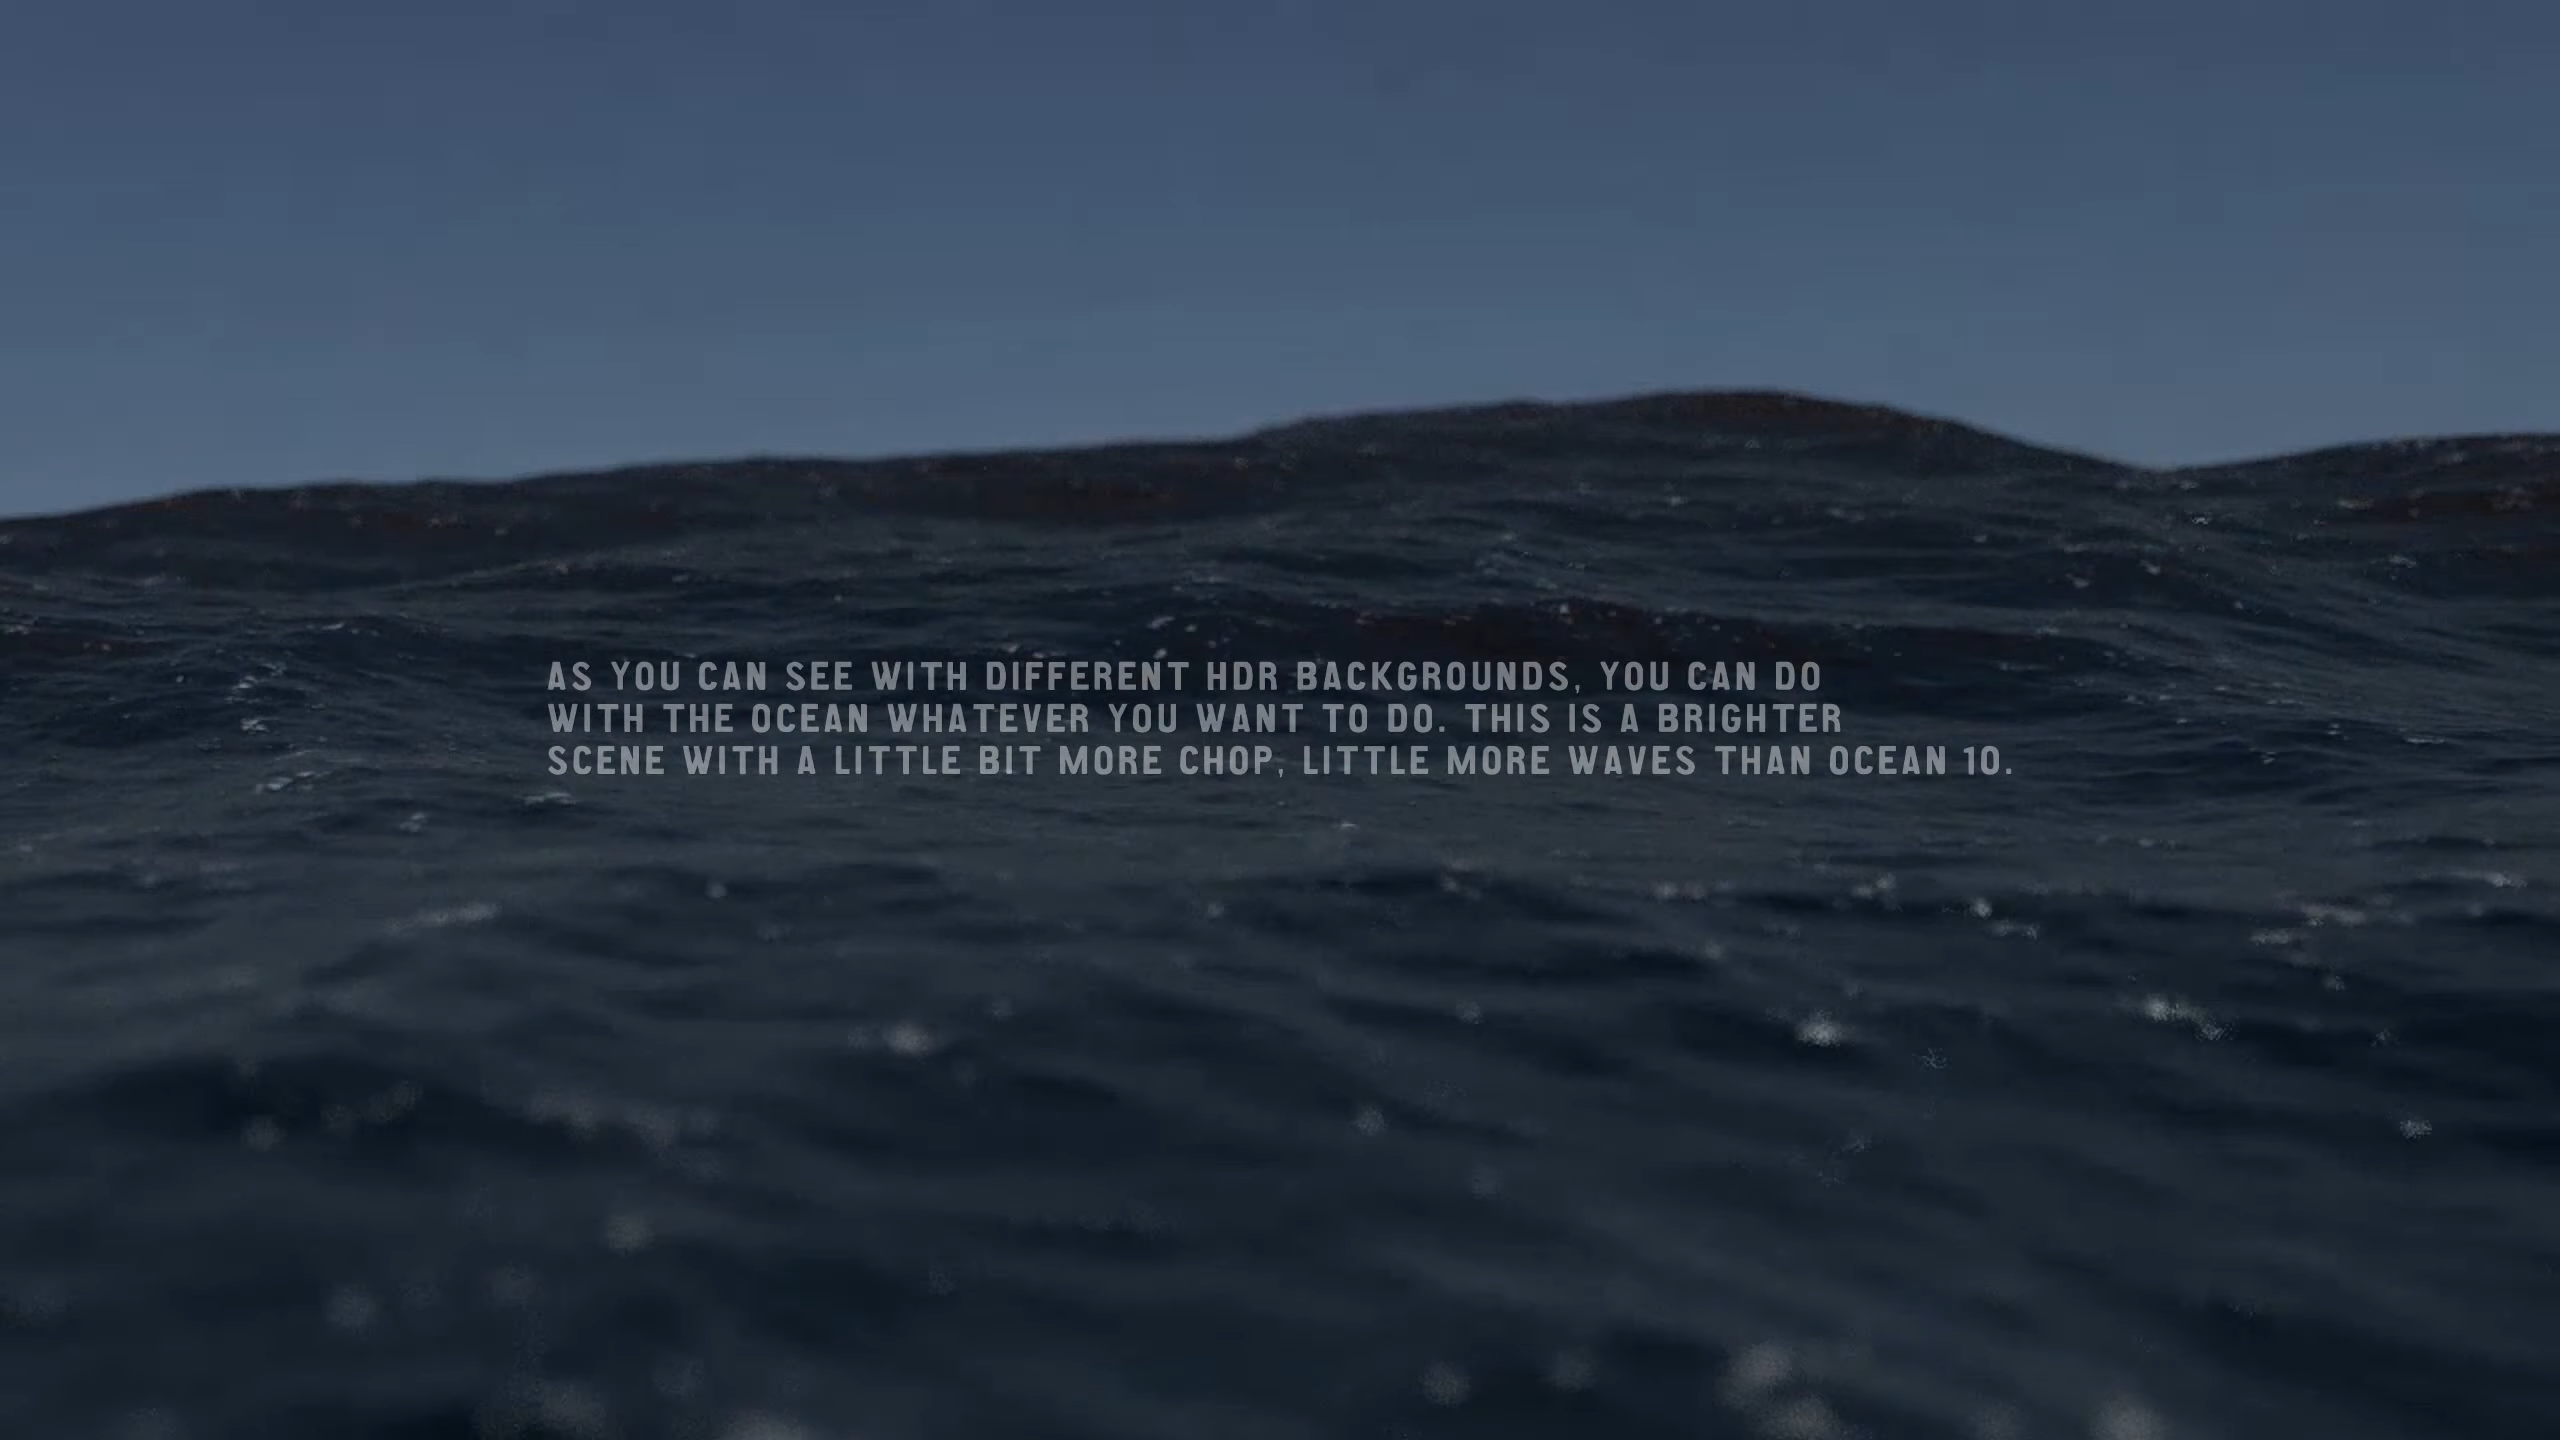 AS YOU CAN SEE WITH DIFFERENT HDR BACKGROUNDS, YOU CAN DO
WITH THE OCEAN WHATEVER YOU WANT TO DO. THIS IS A BRIGHTER
SCENE WITH A LITTLE BIT MORE CHOP, LITTLE MORE WAVES THAN OCEAN 10.